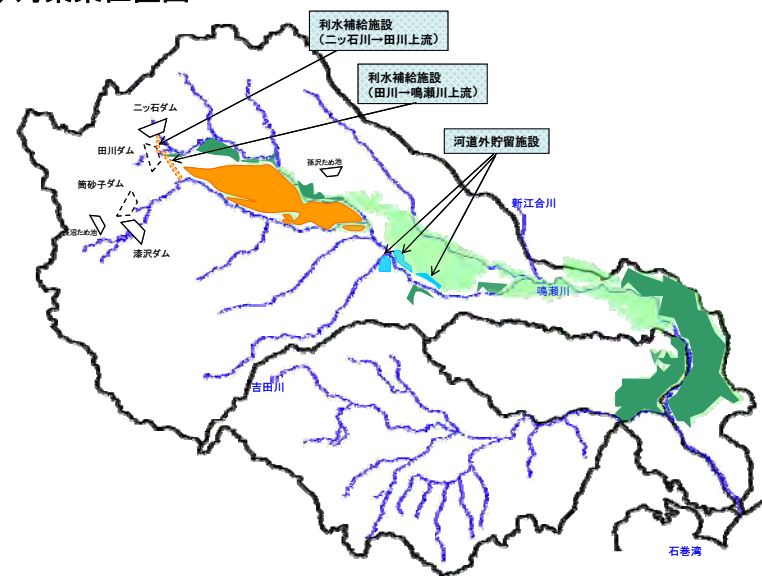 利水補給施設
(二ッ石川→田川上流)
利水補給施設
(田川→鳴瀬川上流)
河道外貯留施設
二ッ石ダム
田川ダム
孫沢ため池
筒砂子ダム
漆沢ダム
新江合川
鳴瀬川
吉田川
石巻湾